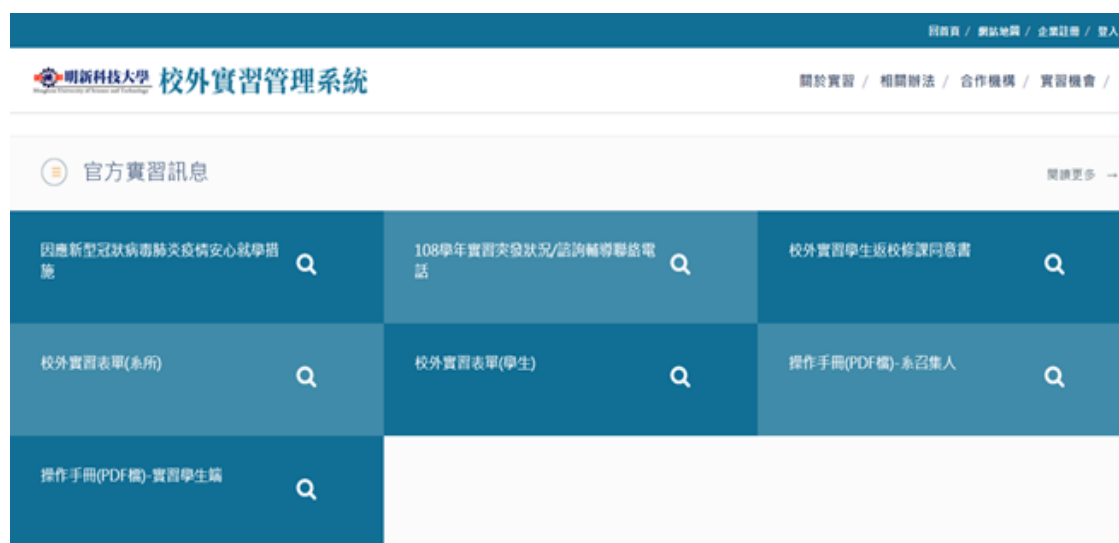 回首頁 / 網站地圖 / 企業註冊 / 登入
明新科技大學 校外實習管理系統
關於實習 / 相關辦法 / 合作機構 / 實習機會 /
官方實習訊息
閱讀更多 →
因應新型冠狀病毒肺炎疫情安心就學措
施
108學年實習突發狀況/諮詢輔導聯絡電
話
校外實習學生返校修課同意書
校外實習表單(系所)
校外實習表單(學生)
操作手冊(PDF檔)-系召集人
操作手冊(PDF檔)-實習學生端